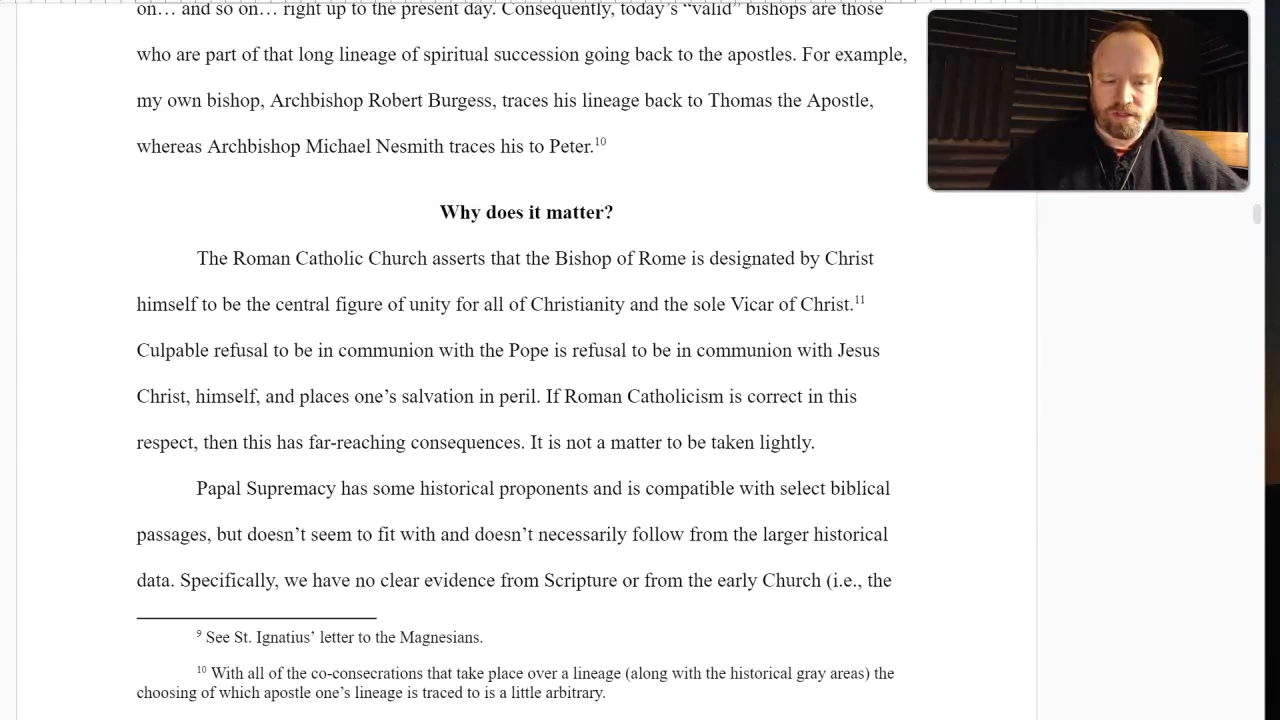 on… and so on… right up to the present day. Consequently, today’s “valid” bishops are those
who are part of that long lineage of spiritual succession going back to the apostles. For example,
my own bishop, Archbishop Robert Burgess, traces his lineage back to Thomas the Apostle,
whereas Archbishop Michael Nesmith traces his to Peter.10
Why does it matter?
The Roman Catholic Church asserts that the Bishop of Rome is designated by Christ
himself to be the central figure of unity for all of Christianity and the sole Vicar of Christ.11
Culpable refusal to be in communion with the Pope is refusal to be in communion with Jesus
Christ, himself, and places one’s salvation in peril. If Roman Catholicism is correct in this
respect, then this has far-reaching consequences. It is not a matter to be taken lightly.
Papal Supremacy has some historical proponents and is compatible with select biblical
passages, but doesn’t seem to fit with and doesn’t necessarily follow from the larger historical
data. Specifically, we have no clear evidence from Scripture or from the early Church (i.e., the
9 See St. Ignatius’ letter to the Magnesians.
10 With all of the co-consecrations that take place over a lineage (along with the historical gray areas) the
choosing of which apostle one’s lineage is traced to is a little arbitrary.